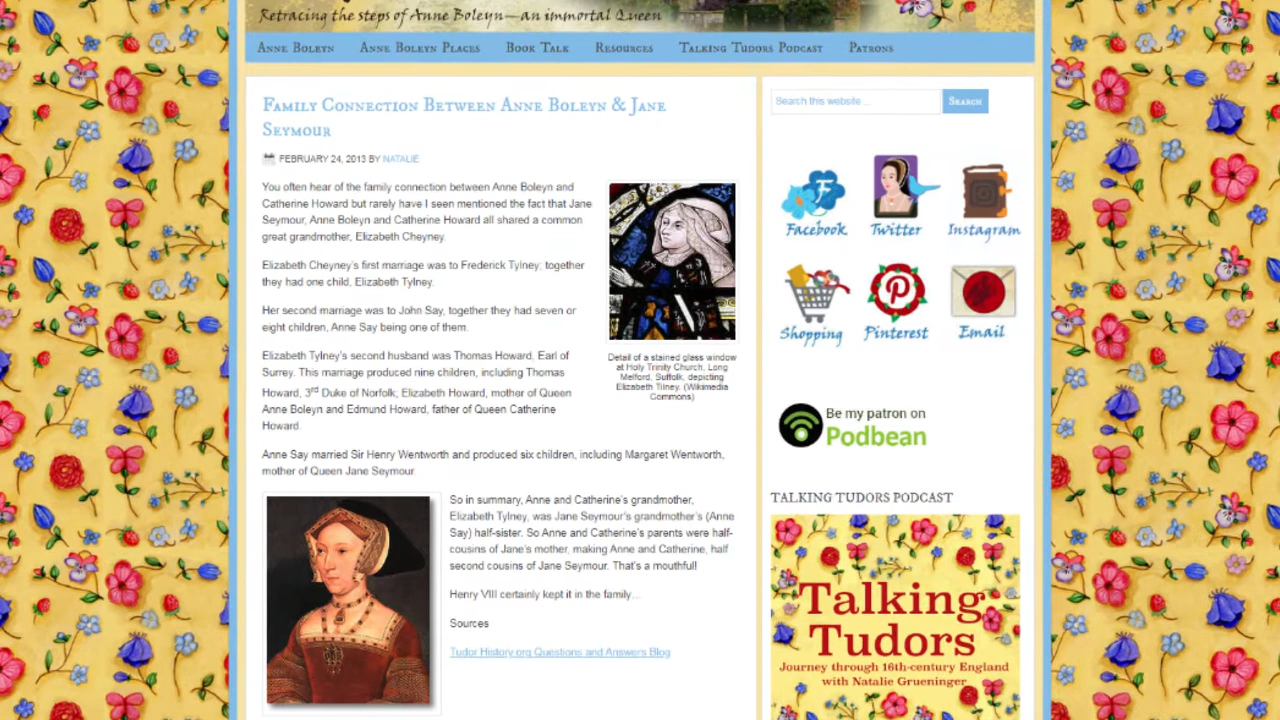 Retracing the steps of Anne Boleyn—an immortal Queen
Anne Boleyn
Anne Boleyn Places
Book Talk
Resources
Talking Tudors Podcast
Patrons
Family Connection Between Anne Boleyn & Jane
Seymour
FEBRUARY 24, 2013 BY NATALIE
You often hear of the family connection between Anne Boleyn and
Catherine Howard but rarely have I seen mentioned the fact that Jane
Seymour, Anne Boleyn and Catherine Howard all shared a common
great grandmother, Elizabeth Cheyney.
Elizabeth Cheyney's first marriage was to Frederick Tylney; together
they had one child, Elizabeth Tylney.
Her second marriage was to John Say, together they had seven or
eight children, Anne Say being one of them.
Elizabeth Tylney's second husband was Thomas Howard, Earl of
Surrey. This marriage produced nine children, including Thomas
Howard, 3rd Duke of Norfolk; Elizabeth Howard, mother of Queen
Anne Boleyn and Edmund Howard, father of Queen Catherine
Howard.
Detail of a stained glass window
at Holy Trinity Church, Long
Melford, Suffolk, depicting
Elizabeth Tilney. (Wikimedia
Commons)
Anne Say married Sir Henry Wentworth and produced six children, including Margaret Wentworth,
mother of Queen Jane Seymour.
So in summary, Anne and Catherine's grandmother,
Elizabeth Tylney, was Jane Seymour's grandmother's (Anne
Say) half-sister. So Anne and Catherine's parents were half-
cousins of Jane's mother, making Anne and Catherine, half
second cousins of Jane Seymour. That's a mouthful!
Henry VIII certainly kept it in the family…
Sources
Tudor History.org Questions and Answers Blog
Search this website ...
Search
Facebook
Twitter
Instagram
Shopping
Pinterest
Email
Be my patron on
Podbean
TALKING TUDORS PODCAST
Talking
Tudors
Journey through 16th-century England
with Natalie Grueninger